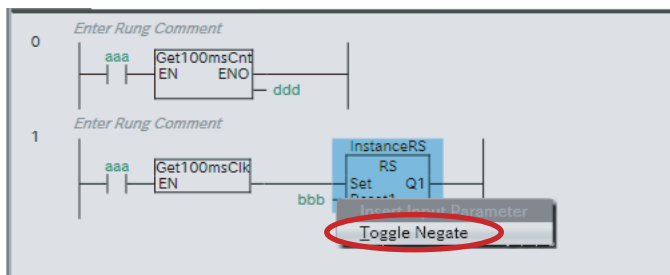 Enter Rung Comment
0
aaa
Get100msCnt
EN ENO
ddd
Enter Rung Comment
1
InstanceRS
aaa
Get100msClk
RS
EN
Set Q1
bbb
Reset1
Insert Input Parameter
Toggle Negate